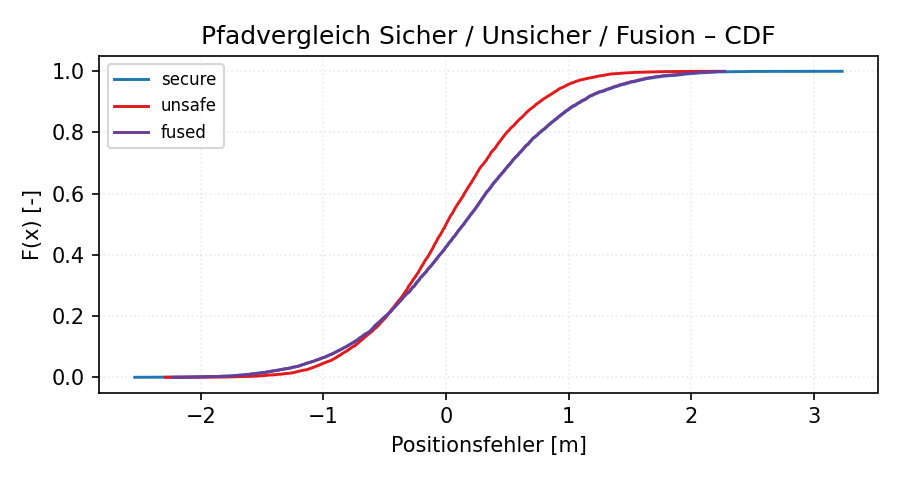 Pfadvergleich Sicher / Unsicher / Fusion – CDF
secure
unsafe
fused
F(x) [-]
1.0
0.8
0.6
0.4
0.2
0.0
−2 −1 0 1 2 3
Positionsfehler [m]